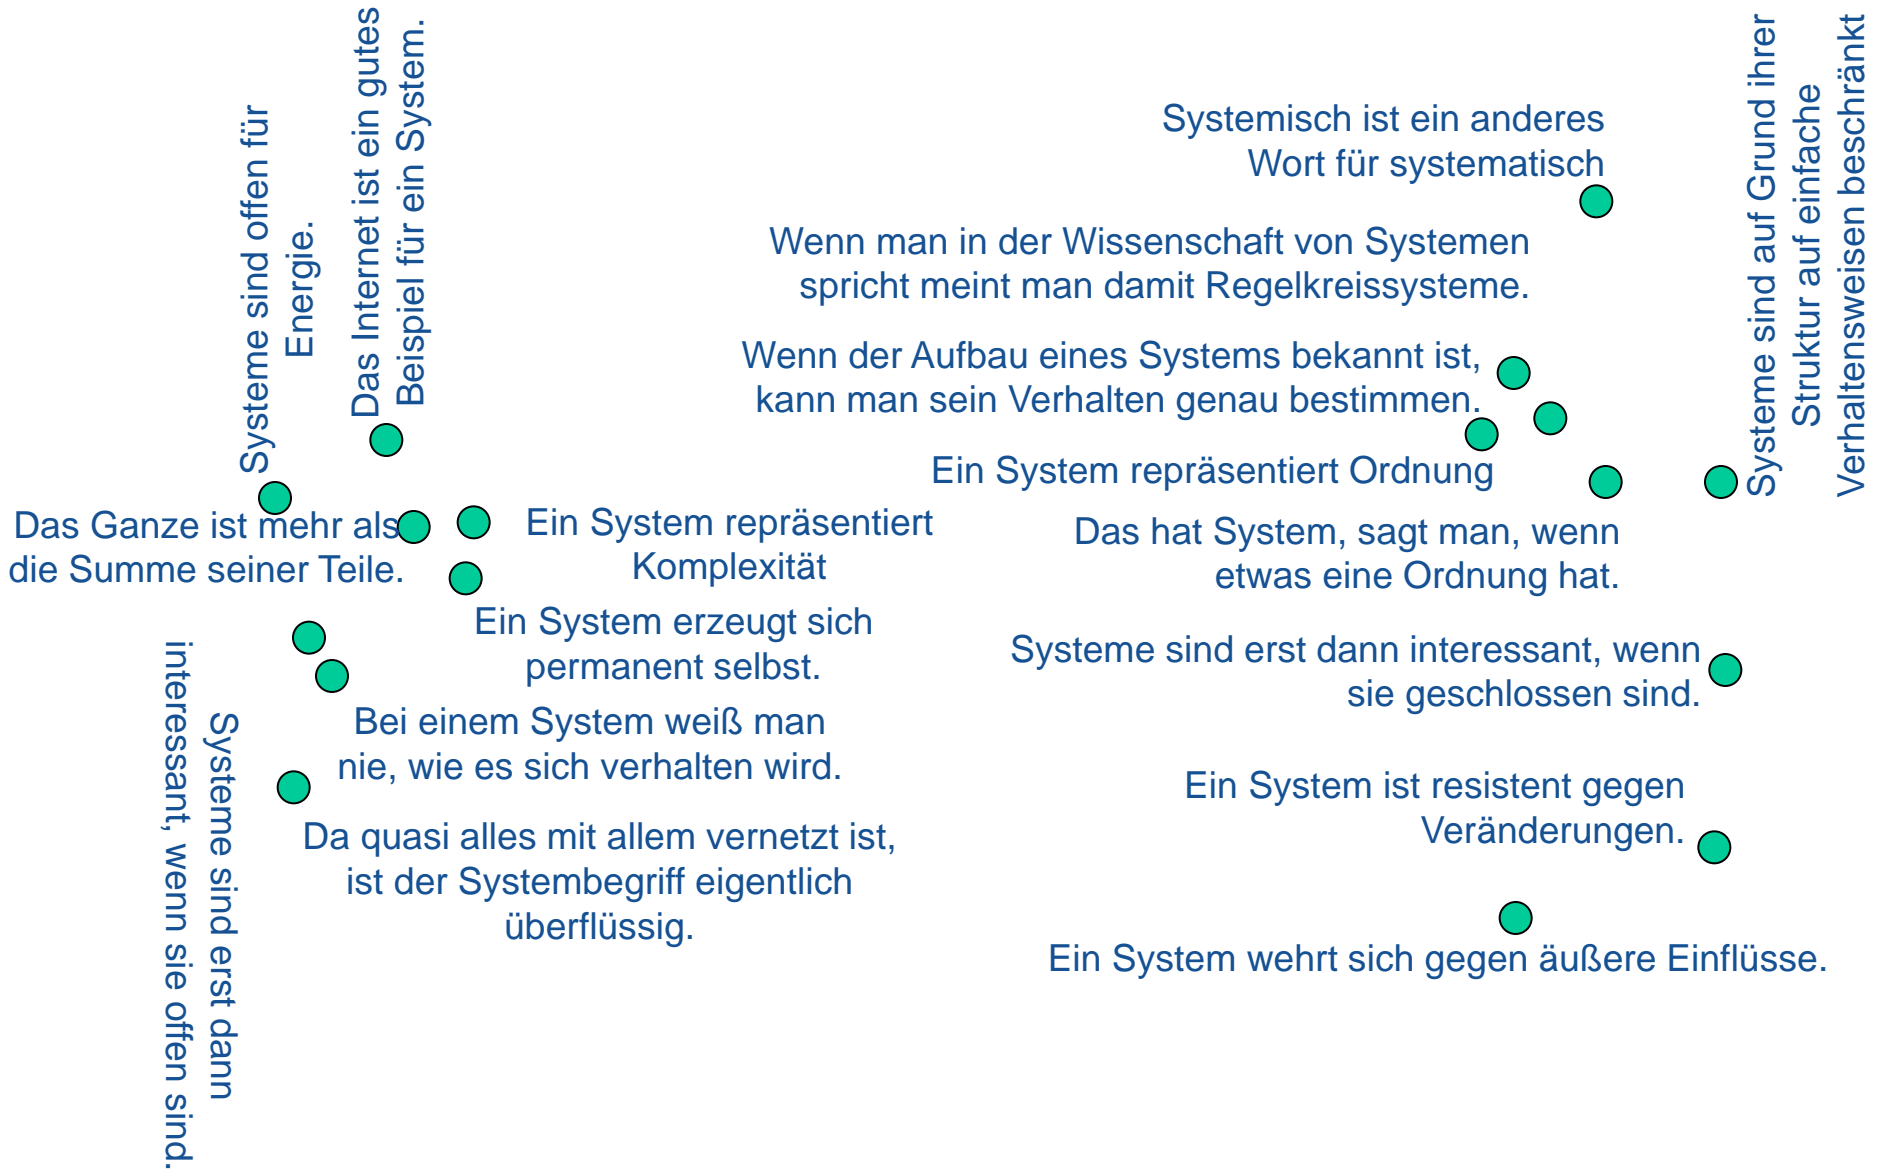 Systeme sind offen für
Energie.
Das Internet ist ein gutes
Beispiel für ein System.
Das Ganze ist mehr als
die Summe seiner Teile.
Ein System repräsentiert
Komplexität
Ein System erzeugt sich
permanent selbst.
Bei einem System weiß man
nie, wie es sich verhalten wird.
Da quasi alles mit allem vernetzt ist,
ist der Systembegriff eigentlich
überflüssig.
Systeme sind erst dann
interessant, wenn sie offen sind.
Systemisch ist ein anderes
Wort für systematisch
Wenn man in der Wissenschaft von Systemen
spricht meint man damit Regelkreissysteme.
Wenn der Aufbau eines Systems bekannt ist,
kann man sein Verhalten genau bestimmen.
Ein System repräsentiert Ordnung
Das hat System, sagt man, wenn
etwas eine Ordnung hat.
Systeme sind erst dann interessant, wenn
sie geschlossen sind.
Ein System ist resistent gegen
Veränderungen.
Ein System wehrt sich gegen äußere Einflüsse.
Systeme sind auf Grund ihrer
Struktur auf einfache
Verhaltensweisen beschränkt